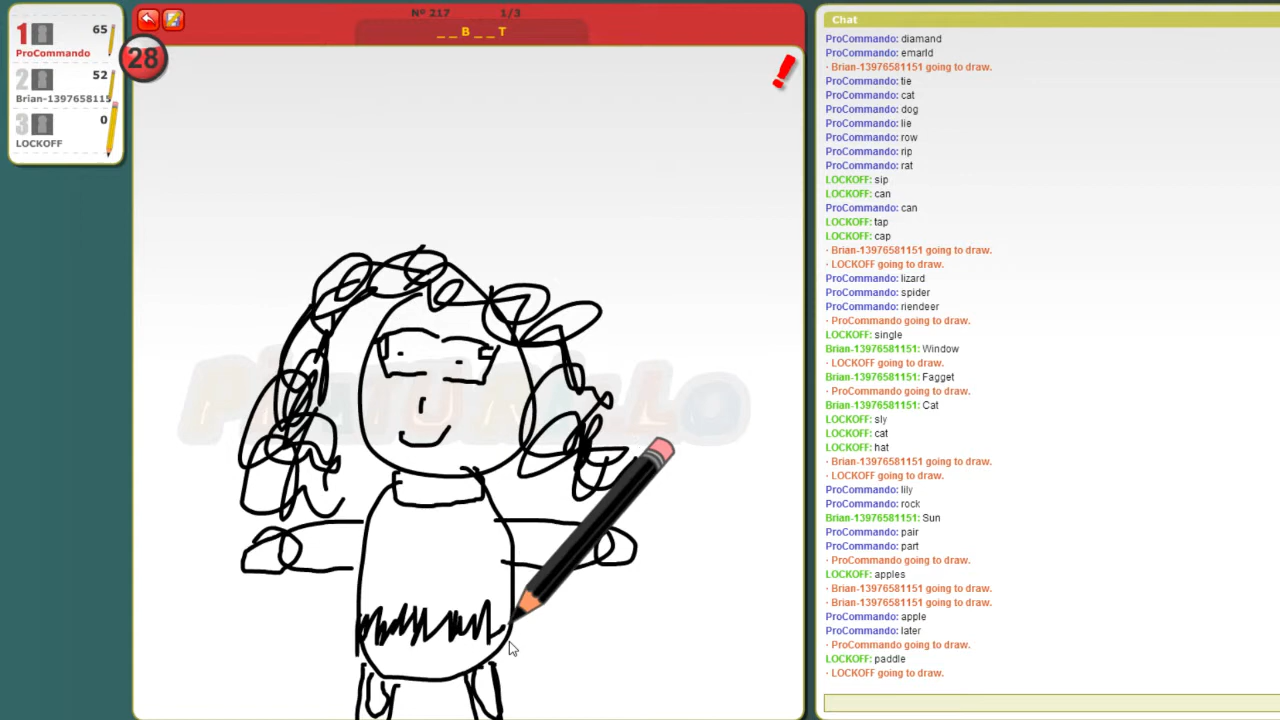 Nº 217 1/3
_ _ B _ _ T
1 65
ProCommando
28
2 52
Brian-1397658115
3 0
LOCKOFF
Chat
ProCommando: diamand
ProCommando: emarld
· Brian-13976581151 going to draw.
ProCommando: tie
ProCommando: cat
ProCommando: dog
ProCommando: lie
ProCommando: row
ProCommando: rip
ProCommando: rat
LOCKOFF: sip
LOCKOFF: can
ProCommando: can
LOCKOFF: tap
LOCKOFF: cap
· Brian-13976581151 going to draw.
· LOCKOFF going to draw.
ProCommando: lizard
ProCommando: spider
ProCommando: riendeer
· ProCommando going to draw.
LOCKOFF: single
Brian-13976581151: Window
· LOCKOFF going to draw.
Brian-13976581151: Fagget
· ProCommando going to draw.
Brian-13976581151: Cat
LOCKOFF: sly
LOCKOFF: cat
LOCKOFF: hat
· Brian-13976581151 going to draw.
· LOCKOFF going to draw.
ProCommando: lily
ProCommando: rock
Brian-13976581151: Sun
ProCommando: pair
ProCommando: part
· ProCommando going to draw.
LOCKOFF: apples
· Brian-13976581151 going to draw.
· Brian-13976581151 going to draw.
ProCommando: apple
ProCommando: later
· ProCommando going to draw.
LOCKOFF: paddle
· LOCKOFF going to draw.